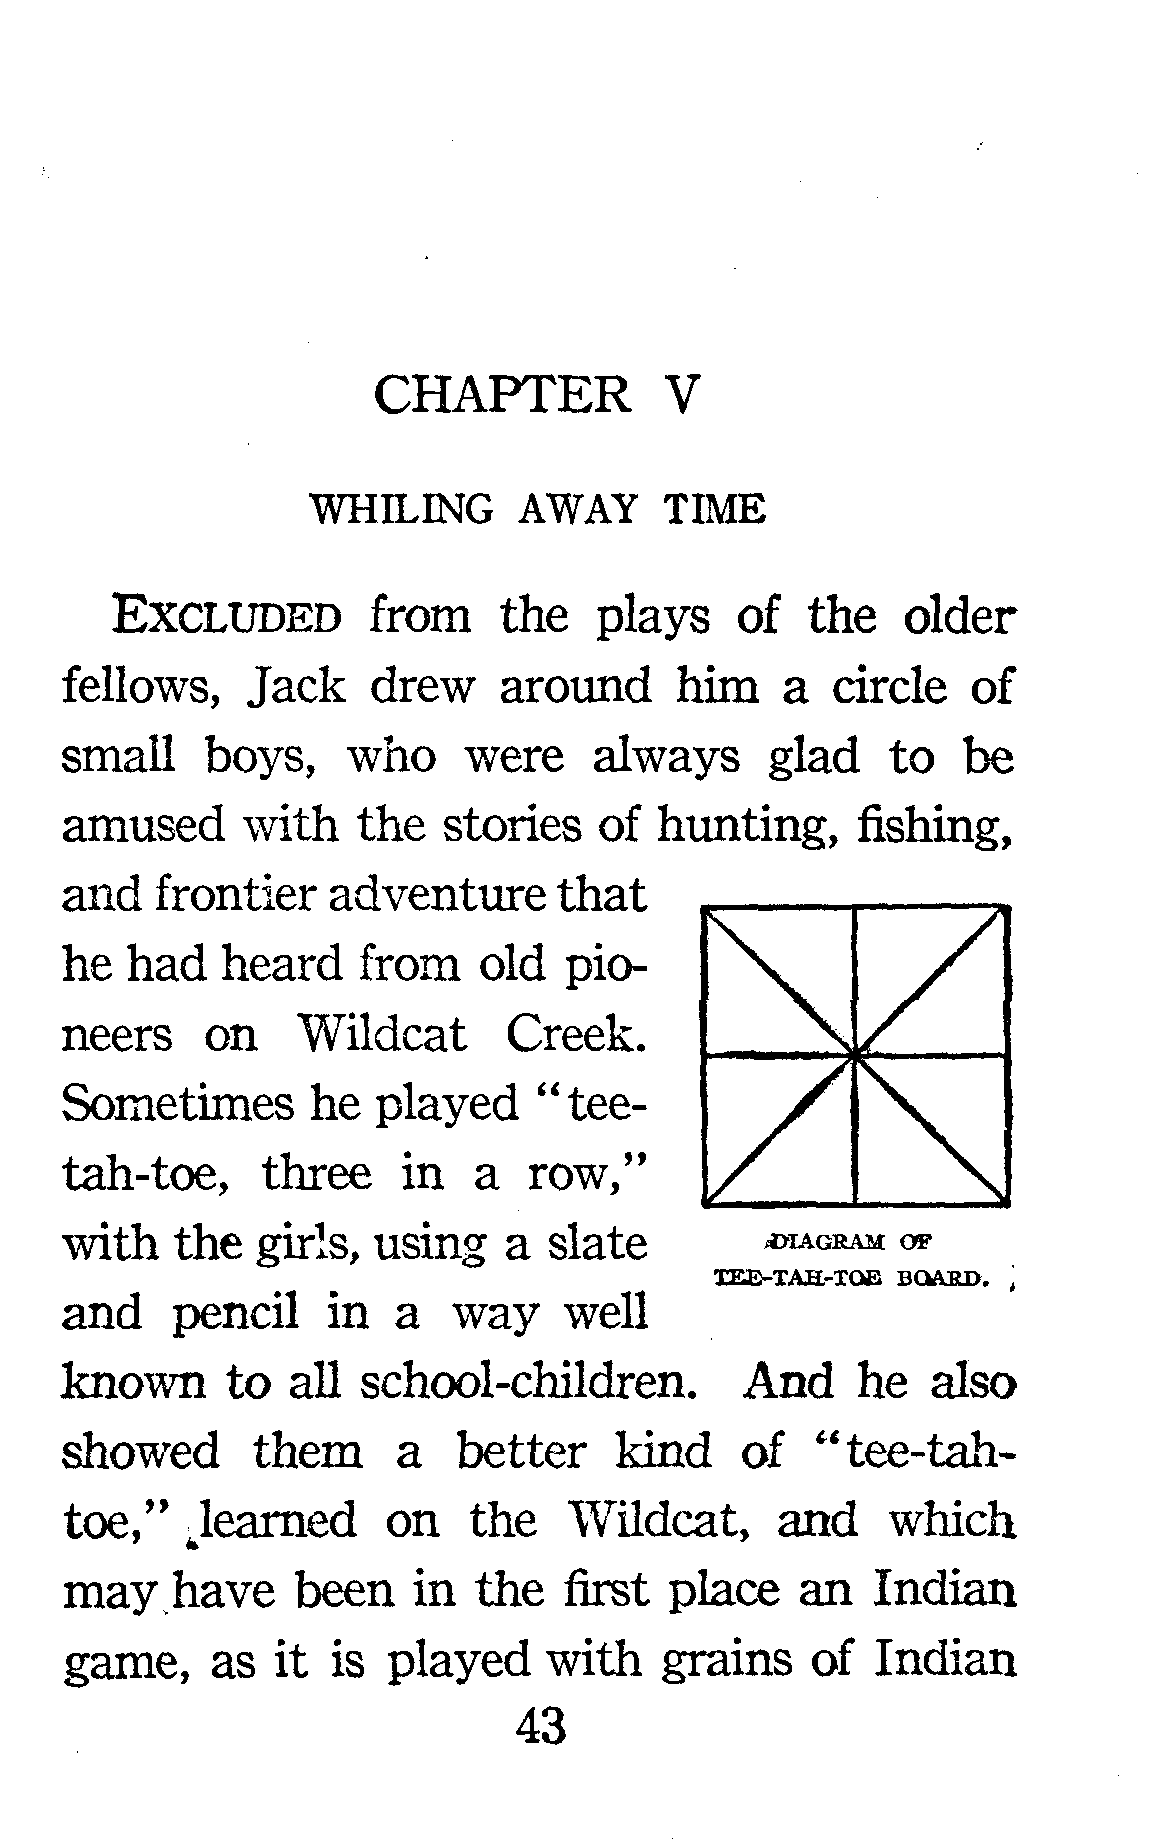 CHAPTER V
WHILING AWAY TIME
EXCLUDED from the plays of the older
fellows, Jack drew around him a circle of
small boys, who were always glad to be
amused with the stories of hunting, fishing,
and frontier adventure that
he had heard from old pio-
neers on Wildcat Creek.
Sometimes he played “tee-
tah-toe, three in a row,”
with the girls, using a slate
and pencil in a way well
known to all school-children. And he also
showed them a better kind of “tee-tah-
toe,” learned on the Wildcat, and which
may have been in the first place an Indian
game, as it is played with grains of Indian
DIAGRAM OF
TEE-TAH-TOE BOARD.
43